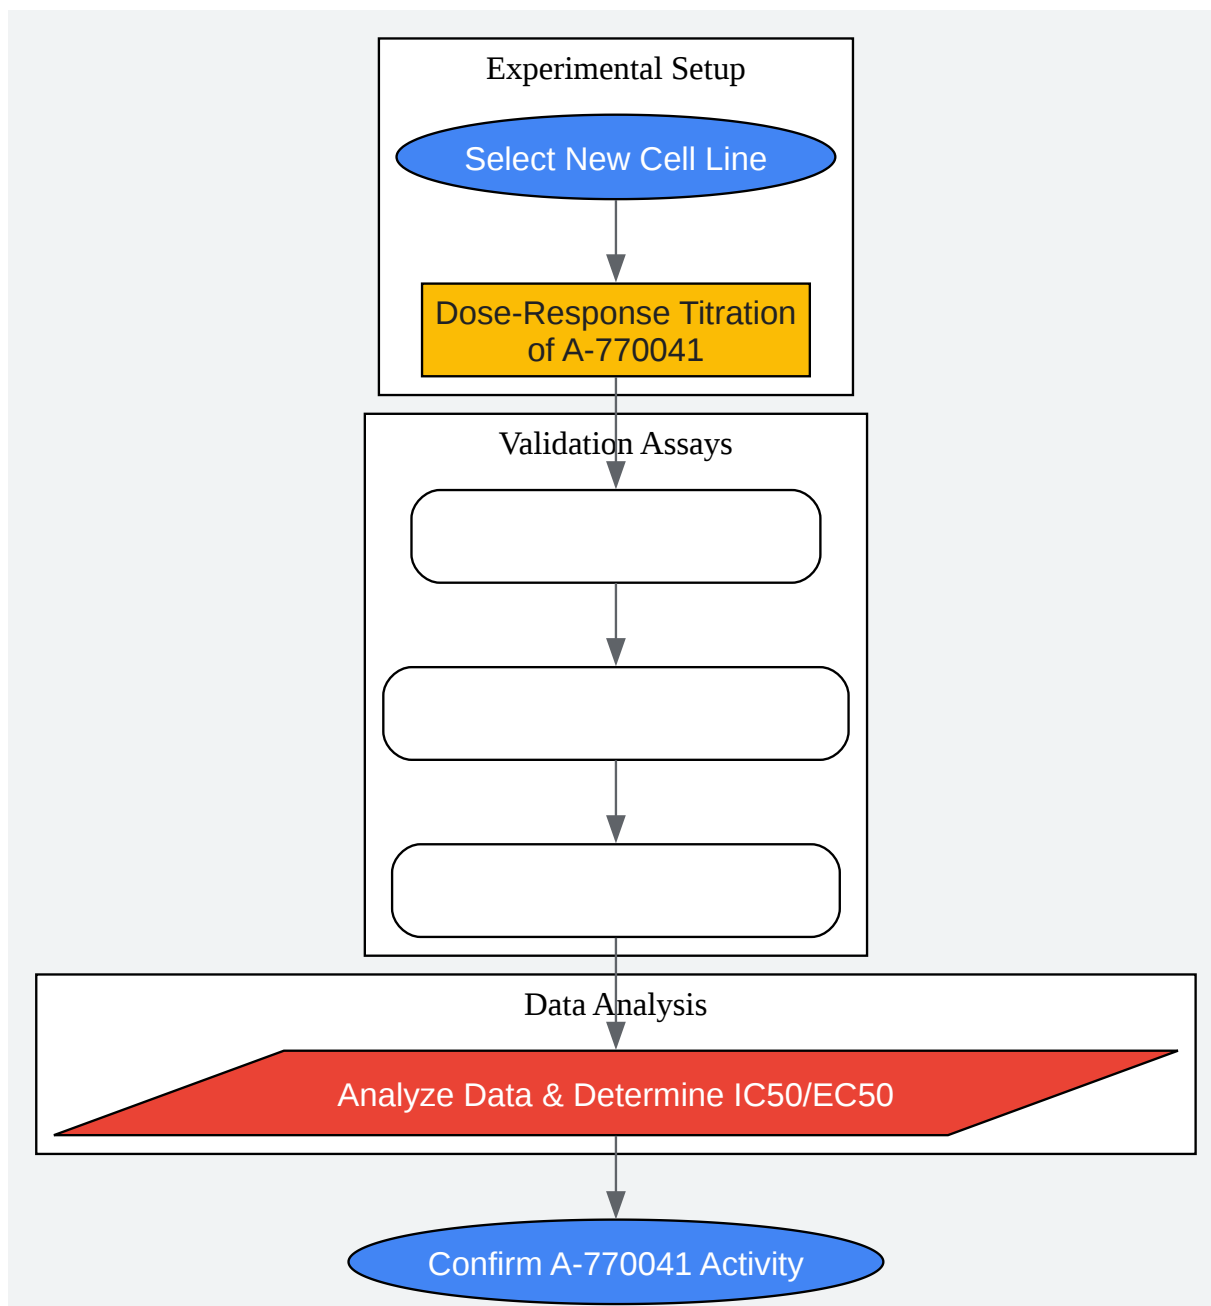 Experimental Setup
Select New Cell Line
Dose-Response Titration
of A-770041
Validation Assays
Data Analysis
Analyze Data & Determine IC50/EC50
Confirm A-770041 Activity